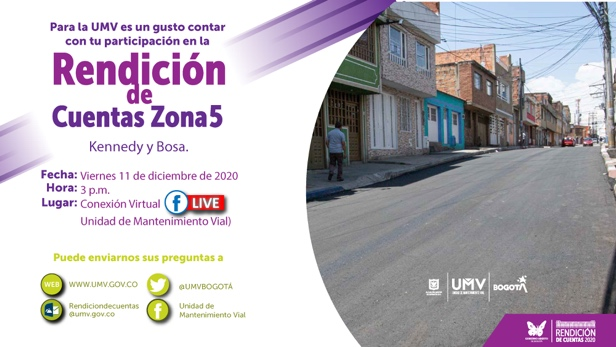 Para la UMV es un gusto contar
con tu participación en la
Rendición
de
Cuentas Zona5
Kennedy y Bosa.
Fecha: Viernes 11 de diciembre de 2020
Hora: 3 p.m.
Lugar: Conexión Virtual f LIVE
Unidad de Mantenimiento Vial)
Puede enviarnos sus preguntas a
WEB WWW.UMV.GOV.CO
@UMVBOGOTÁ
Rendiciondecuentas
@umv.gov.co
f Unidad de
Mantenimiento Vial
UMV
BOGOTÁ
RENDICIÓN
DE CUENTAS 2020